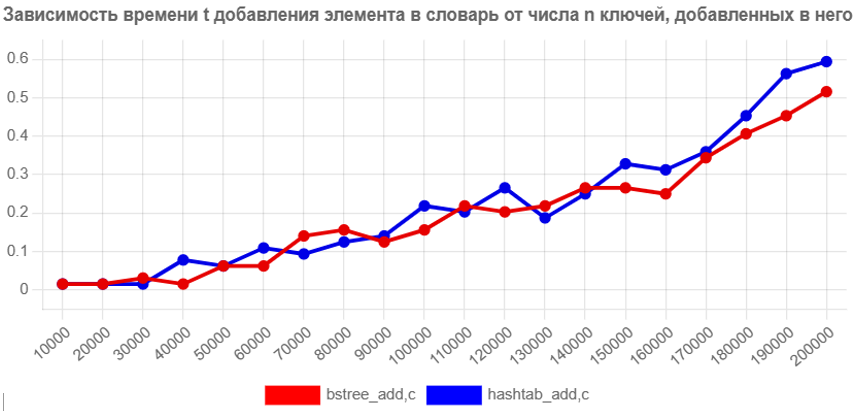 Зависимость времени t добавления элемента в словарь от числа n ключей, добавленных в него
0.6
0.5
0.4
0.3
0.2
0.1
0
10000 20000 30000 40000 50000 60000 70000 80000 90000 100000 110000 120000 130000 140000 150000 160000 170000 180000 190000 200000
bstree_add,c hashtab_add,c